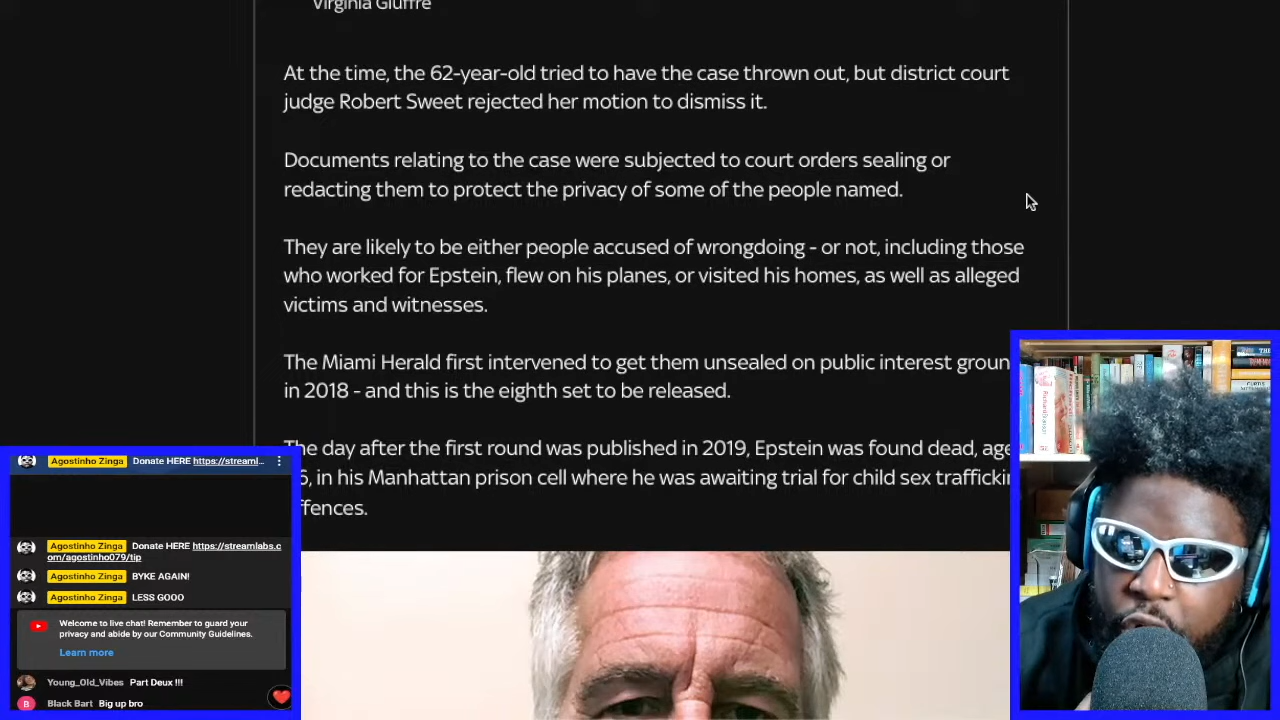 Virginia Giuffre
At the time, the 62-year-old tried to have the case thrown out, but district court
judge Robert Sweet rejected her motion to dismiss it.
Documents relating to the case were subjected to court orders sealing or
redacting them to protect the privacy of some of the people named.
They are likely to be either people accused of wrongdoing - or not, including those
who worked for Epstein, flew on his planes, or visited his homes, as well as alleged
victims and witnesses.
The Miami Herald first intervened to get them unsealed on public interest groun
in 2018 - and this is the eighth set to be released.
The day after the first round was published in 2019, Epstein was found dead, age
6, in his Manhattan prison cell where he was awaiting trial for child sex traffickin
ffences.
Agostinho Zinga Donate HERE https://streaml...
Agostinho Zinga Donate HERE https://streamlabs.c
om/agostinho079/tip
Agostinho Zinga BYKE AGAIN!
Agostinho Zinga LESS GOOO
Welcome to live chat! Remember to guard your
privacy and abide by our Community Guidelines.
Learn more
Young_Old_Vibes Part Deux !!!
B Black Bart Big up bro